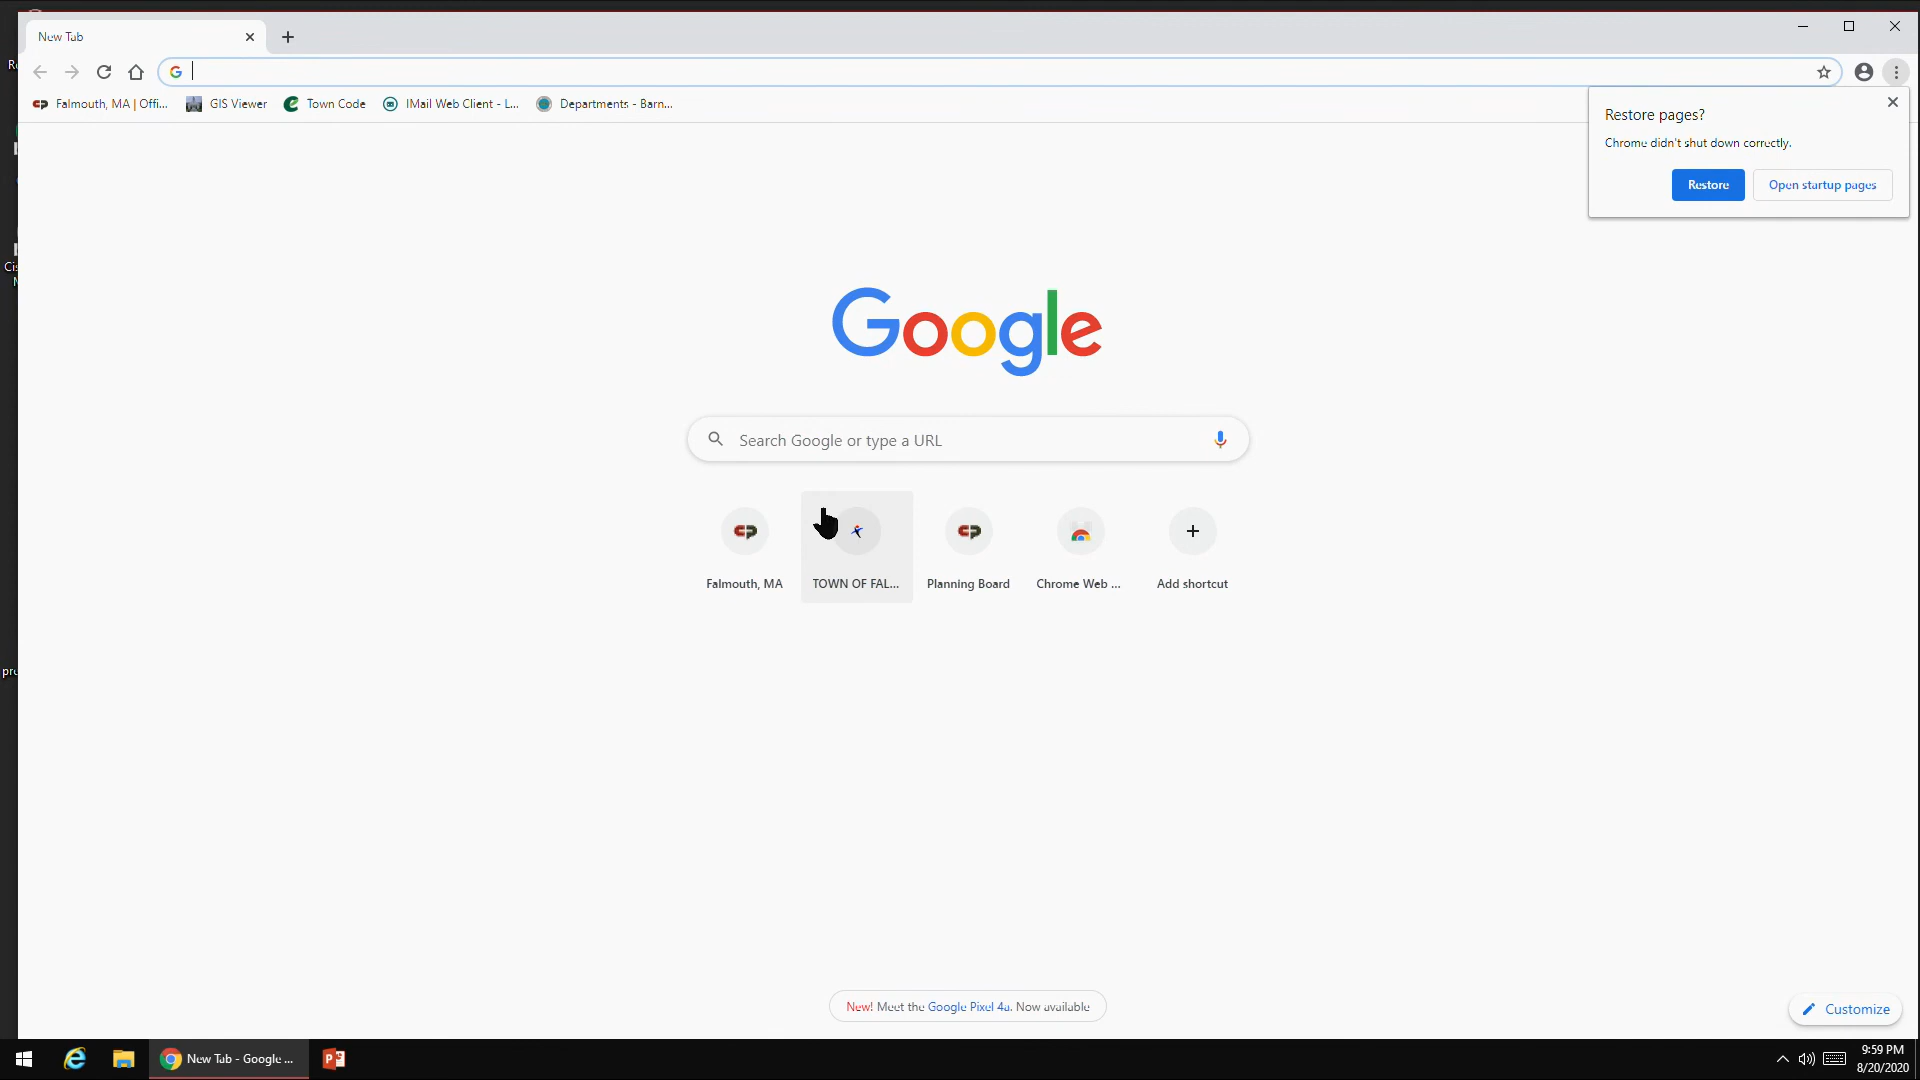 New Tab
Falmouth, MA | Offi...
GIS Viewer
Town Code
IMail Web Client - L...
Departments - Barn...
Restore pages?
Chrome didn't shut down correctly.
Restore
Open startup pages
Google
Search Google or type a URL
Falmouth, MA
TOWN OF FAL...
Planning Board
Chrome Web ...
Add shortcut
New! Meet the Google Pixel 4a. Now available
Customize
New Tab - Google ...
9:59 PM
8/20/2020